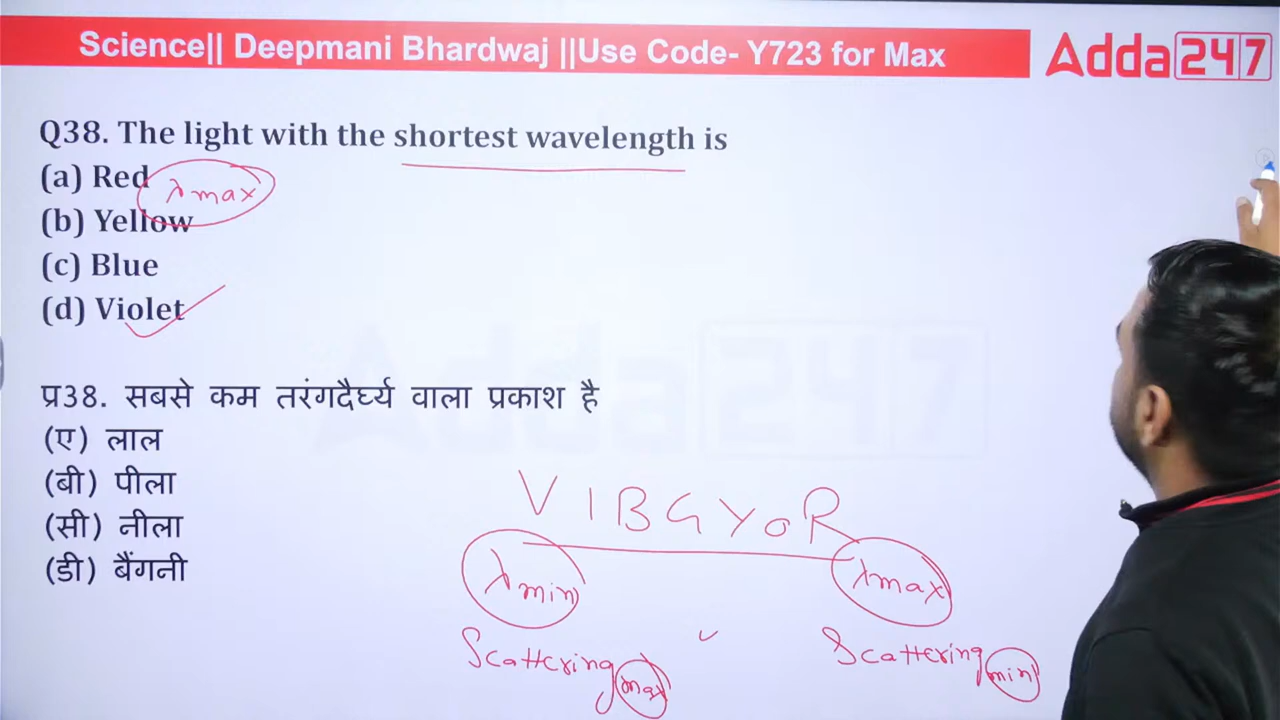 Science|| Deepmani Bhardwaj ||Use Code- Y723 for Max
Adda247
Q38. The light with the shortest wavelength is
(a) Red
λmax
(b) Yellow
(c) Blue
(d) Violet
प्र38. सबसे कम तरंगदैर्घ्य वाला प्रकाश है
(ए) लाल
(बी) पीला
(सी) नीला
(डी) बैंगनी
Adda247
VIBGYOR
λmin λmax
Scattering max Scattering min